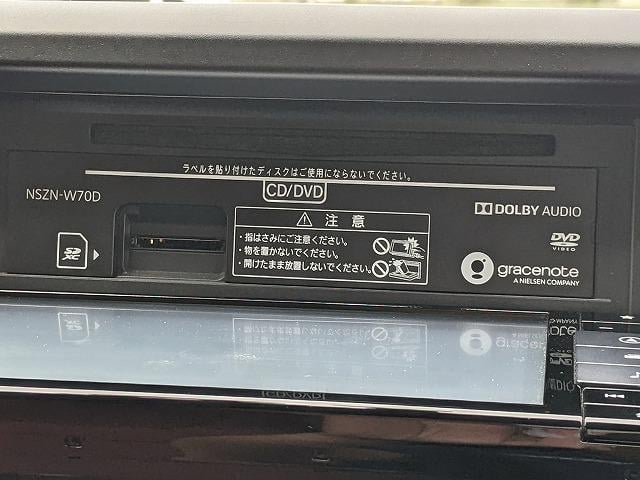 ラベルを貼り付けたディスクはご使用にならないでください。
CD/DVD
NSZN-W70D
DOLBY AUDIO
DVD
VIDEO
SD
XC
注 意
・指はさみにご注意ください。
・物を置かないでください。
・開けたまま放置しないでください。
gracenote
A NIELSEN COMPANY